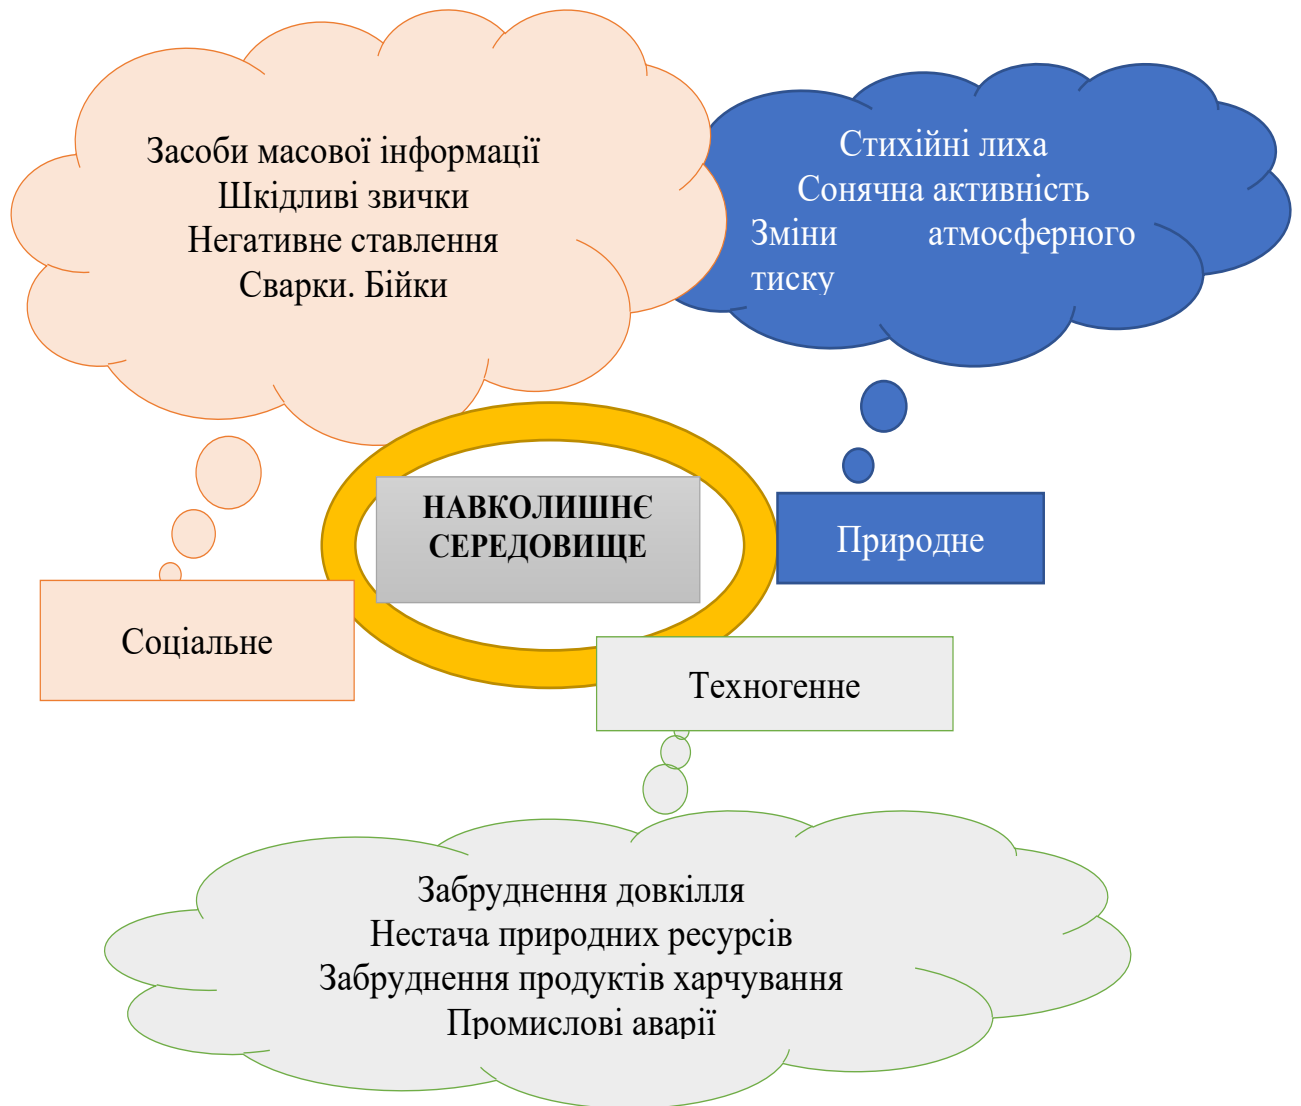 Засоби масової інформації
Шкідливі звички
Негативне ставлення
Сварки. Бійки
Стихійні лиха
Сонячна активність
Зміни атмосферного
тиску
НАВКОЛИШНЄ
СЕРЕДОВИЩЕ
Природне
Соціальне
Техногенне
Забруднення довкілля
Нестача природних ресурсів
Забруднення продуктів харчування
Промислові аварії